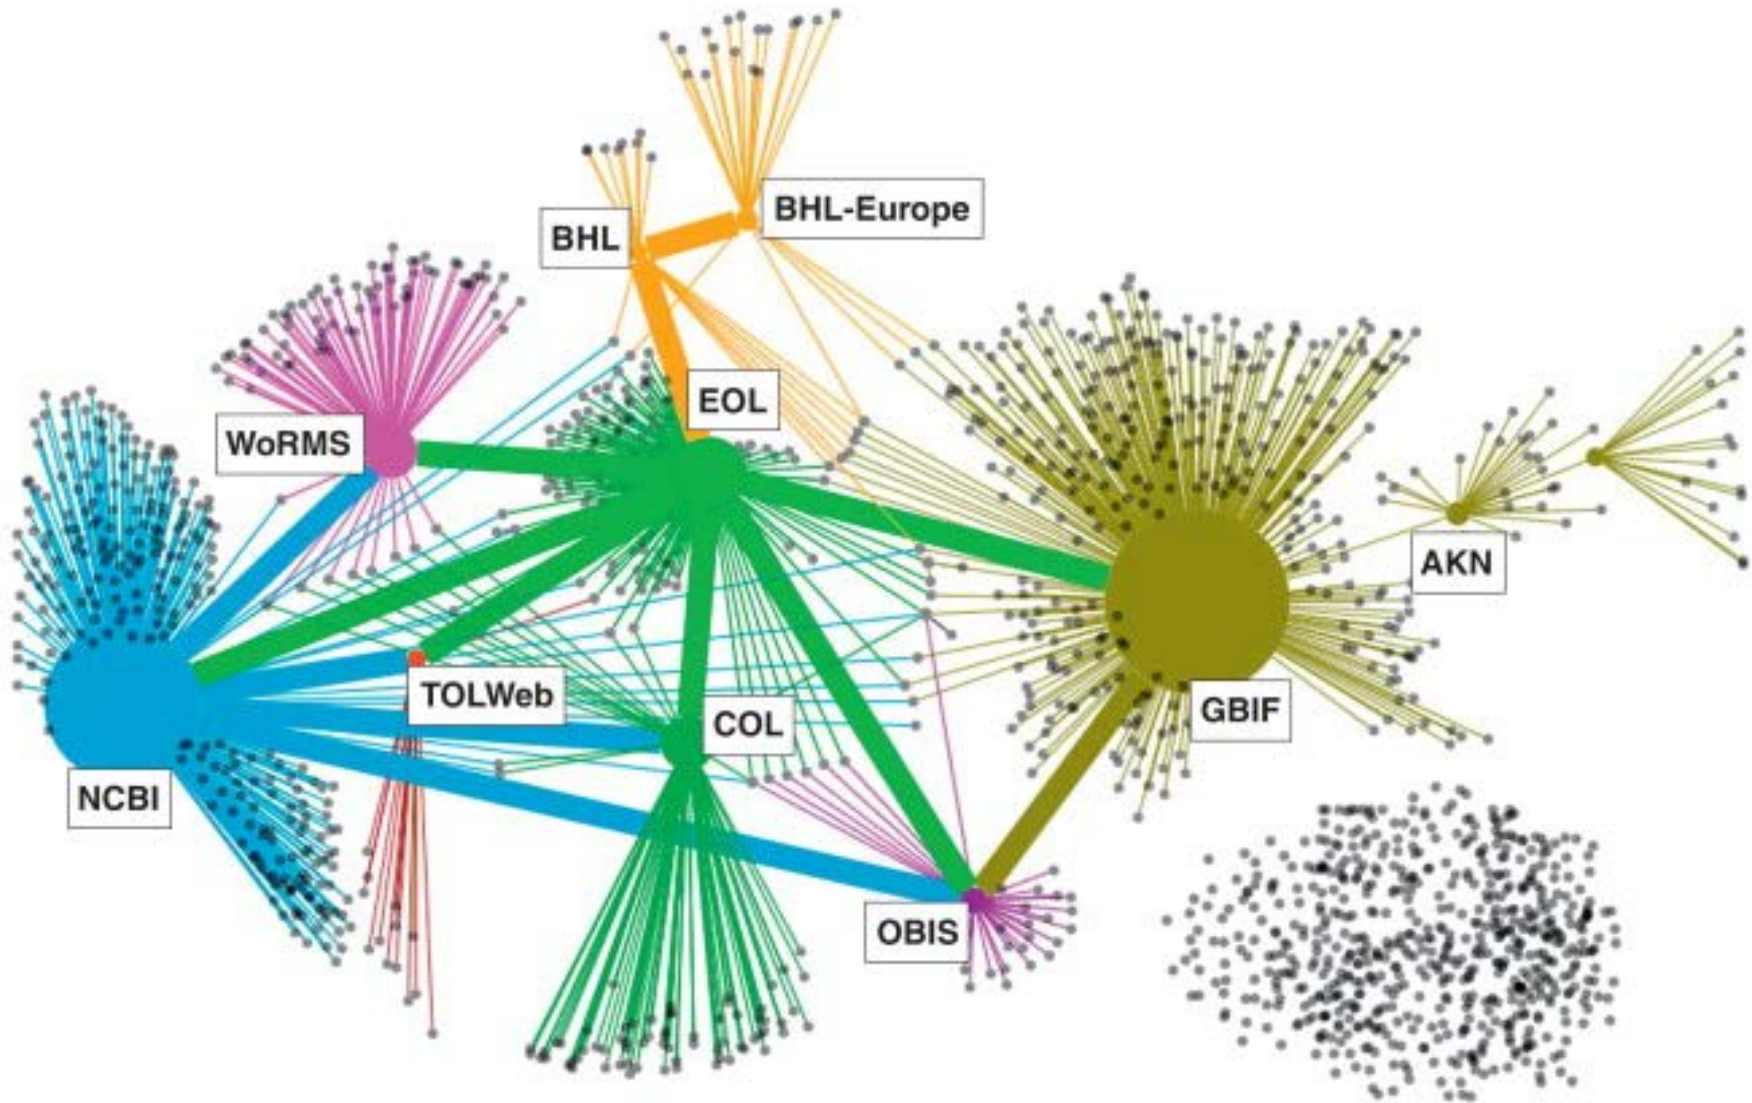 BHL-Europe
BHL
EOL
WoRMS
AKN
TOLWeb
COL
GBIF
NCBI
OBIS